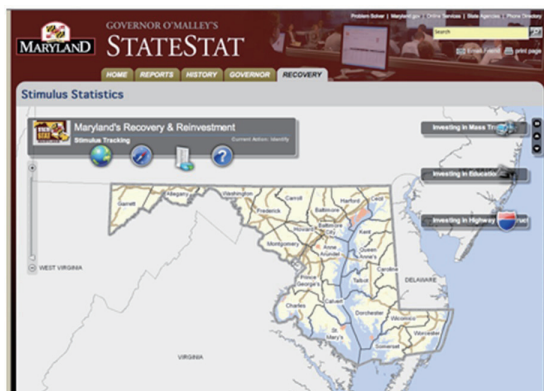 Problem Solver | Maryland.gov | Online Services | State Agencies | Phone Directory
MARYLAND
GOVERNOR O'MALLEY'S
STATESTAT
Search
Email Friend
print page
HOME
REPORTS
HISTORY
GOVERNOR
RECOVERY
Stimulus Statistics
Maryland's Recovery & Reinvestment
Stimulus Tracking
Current Action: Identify
Investing in Mass
Investing in Education
Investing in Highway
Garrett
Allegany
Washington
Frederick
Carroll
Baltimore
Harford
Cecil
Howard
Baltimore
Kent
Montgomery
Anne
Arundel
Queen
Anne's
Prince
George's
Caroline
Talbot
Charles
Calvert
Dorchester
St
Mary's
Wicomico
Worcester
Somerset
WEST VIRGINIA
DELAWARE
VIRGINIA